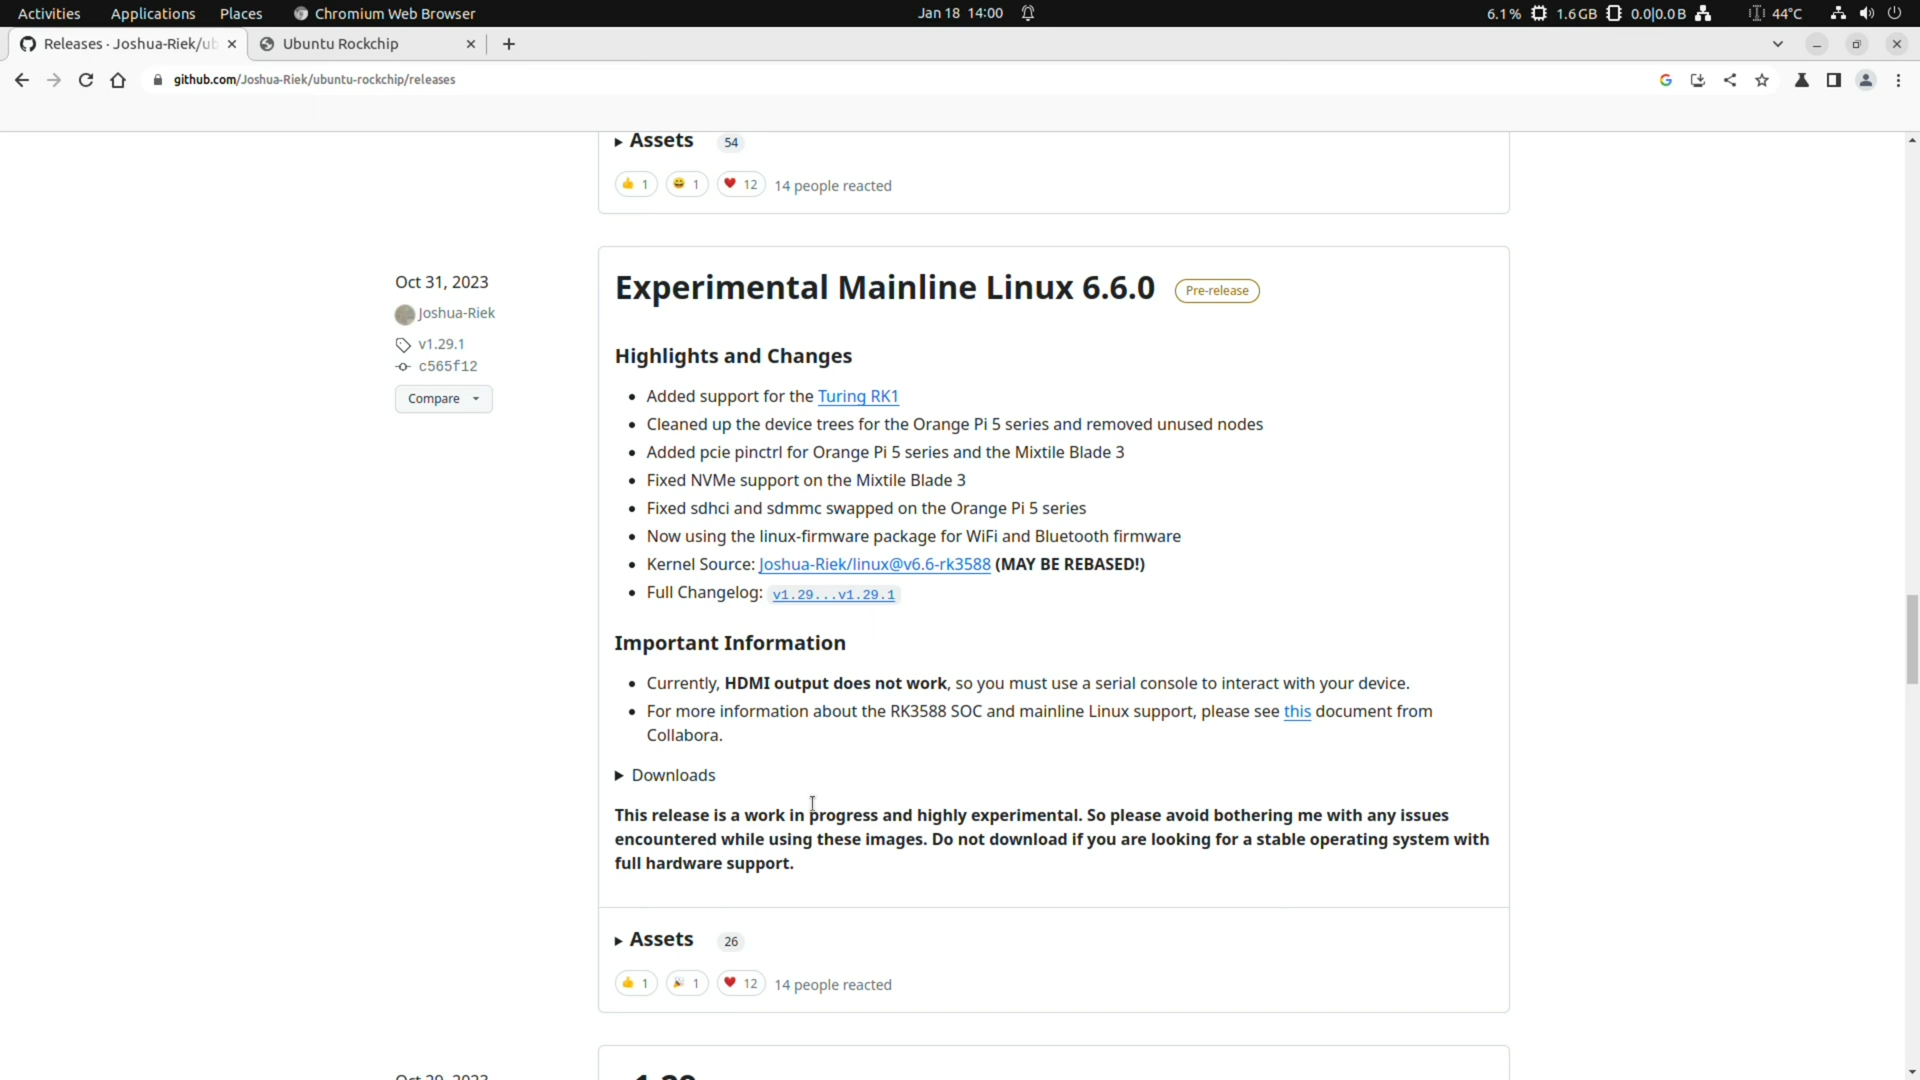 Activities Applications Places Chromium Web Browser Jan 18 14:00 6.1% 1.6GB 0.0|0.0B 44°C
Releases · Joshua-Riek/ub Ubuntu Rockchip
github.com/Joshua-Riek/ubuntu-rockchip/releases
Assets 54
1 1 12 14 people reacted
Oct 31, 2023
Joshua-Riek
v1.29.1
c565f12
Compare
Experimental Mainline Linux 6.6.0 Pre-release
Highlights and Changes
• Added support for the Turing RK1
• Cleaned up the device trees for the Orange Pi 5 series and removed unused nodes
• Added pcie pinctrl for Orange Pi 5 series and the Mixtile Blade 3
• Fixed NVMe support on the Mixtile Blade 3
• Fixed sdhci and sdmmc swapped on the Orange Pi 5 series
• Now using the linux-firmware package for WiFi and Bluetooth firmware
• Kernel Source: Joshua-Riek/linux@v6.6-rk3588 (MAY BE REBASED!)
• Full Changelog: v1.29...v1.29.1
Important Information
• Currently, HDMI output does not work, so you must use a serial console to interact with your device.
• For more information about the RK3588 SOC and mainline Linux support, please see this document from
Collabora.
Downloads
This release is a work in progress and highly experimental. So please avoid bothering me with any issues
encountered while using these images. Do not download if you are looking for a stable operating system with
full hardware support.
Assets 26
1 1 12 14 people reacted
Oct 29, 2023
1.29